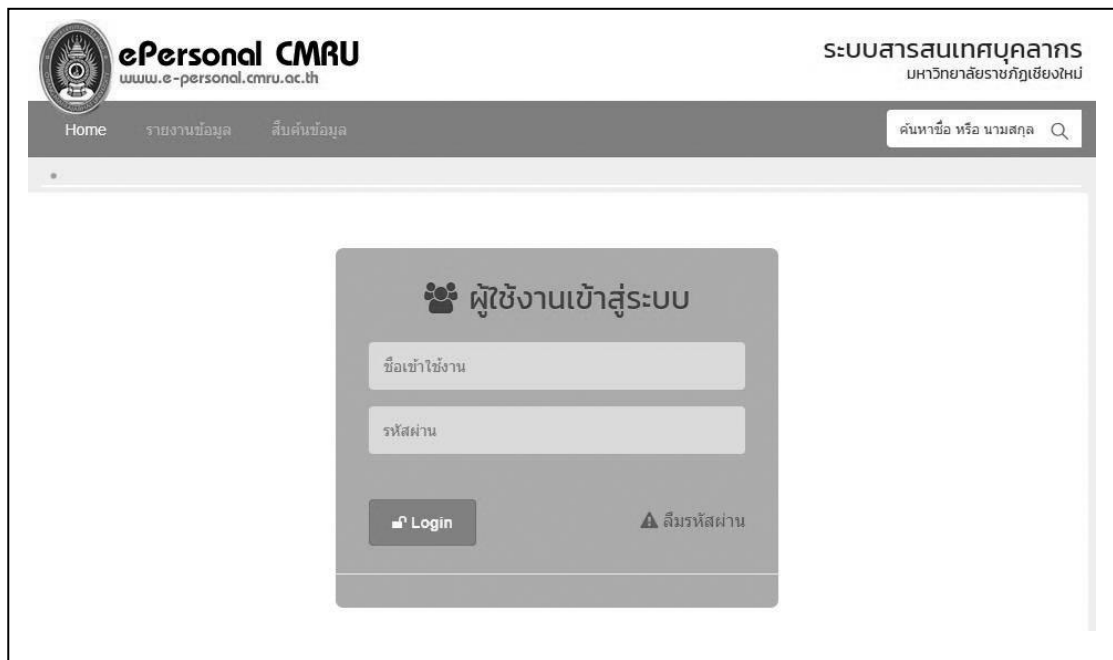 ePersonal CMRU
www.e-personal.cmru.ac.th
ระบบสารสนเทศบุคลากร
มหาวิทยาลัยราชภัฏเชียงใหม่
Home รายงานข้อมูล สืบค้นข้อมูล
ค้นหาชื่อ หรือ นามสกุล
ผู้ใช้งานเข้าสู่ระบบ
ชื่อเข้าใช้งาน
รหัสผ่าน
Login
ลืมรหัสผ่าน